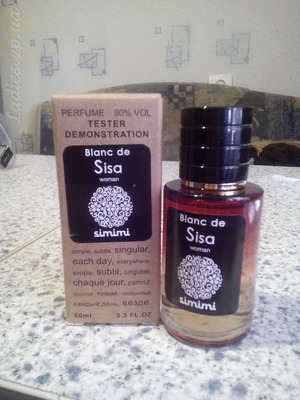 PERFUME 80% VOL
TESTER
DEMONSTRATION
Blanc de
Sisa
woman
simimi
simple, subtle, singular,
each day, everywhere.
simple, subtil, singulier,
chaque jour, partout
простое, тонкий, необычный,
каждый день, везде.
60ml 3.3 FL.OZ
Blanc de
Sisa
woman
simimi